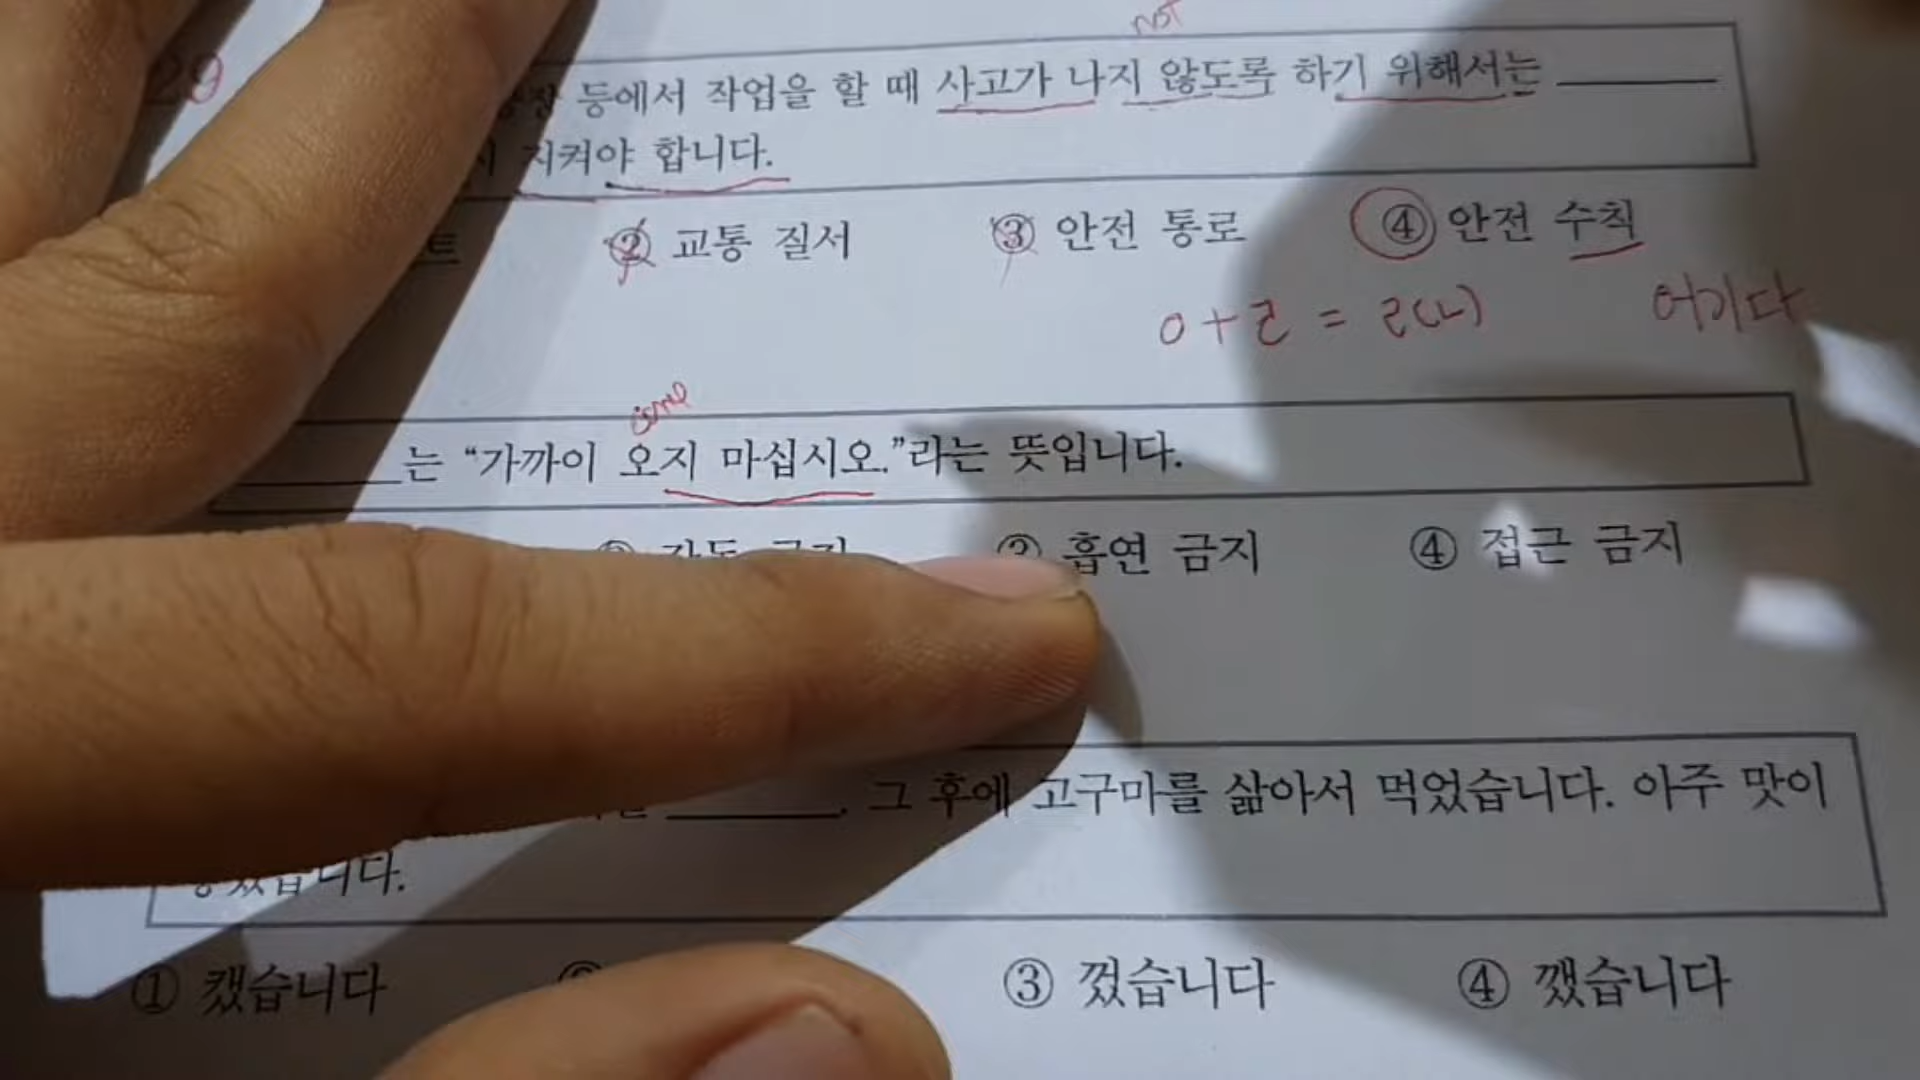 29
not
등에서 작업을 할 때 사고가 나지 않도록 하기 위해서는
지켜야 합니다.
트 ② 교통 질서 ③ 안전 통로 ④ 안전 수칙
ㅇ+ㄹ = ㄹ(ㄴ) 어기다
come
는 “가까이 오지 마십시오.”라는 뜻입니다.
③ 흡연 금지 ④ 접근 금지
. 그 후에 고구마를 삶아서 먹었습니다. 아주 맛이
① 캤습니다 ③ 껐습니다 ④ 깼습니다